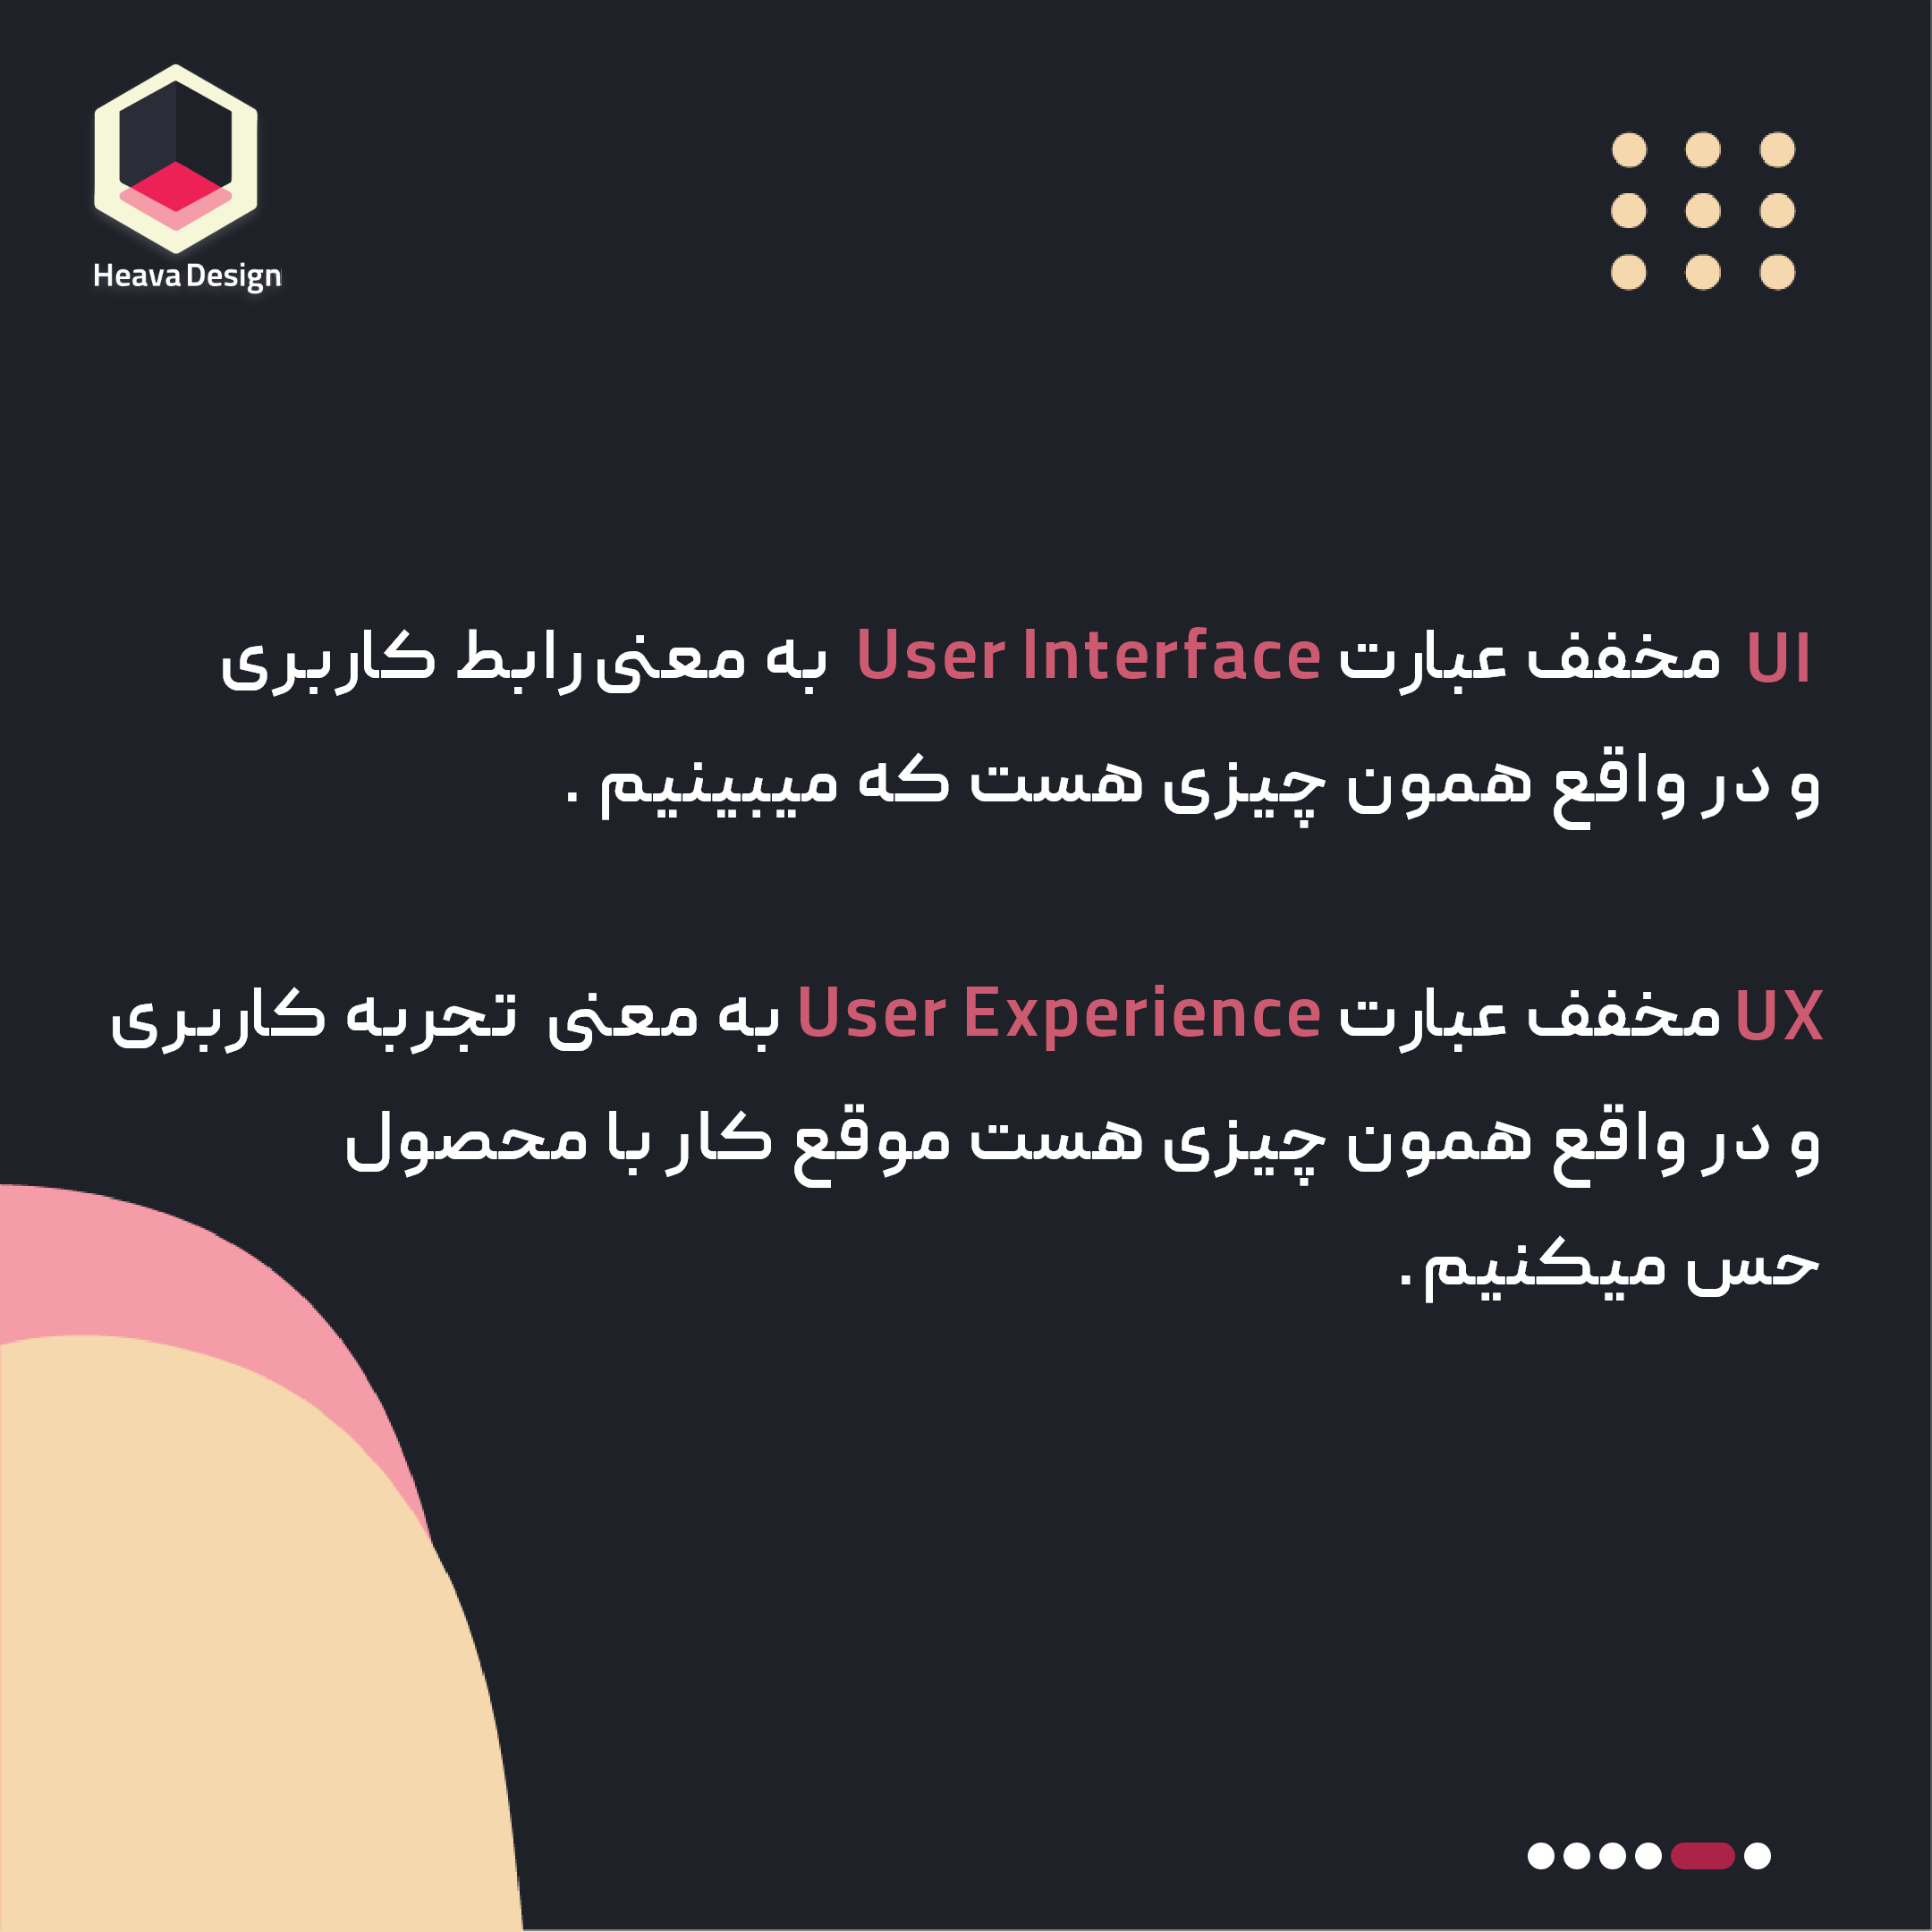 Heava Design
UI مخفف عبارت User Interface به معنی رابط کاربری
و در واقع همون چیزی هست که میبینیم .
UX مخفف عبارت User Experience به معنی تجربه کاربری
و در واقع همون چیزی هست موقع کار با محصول
حس میکنیم.